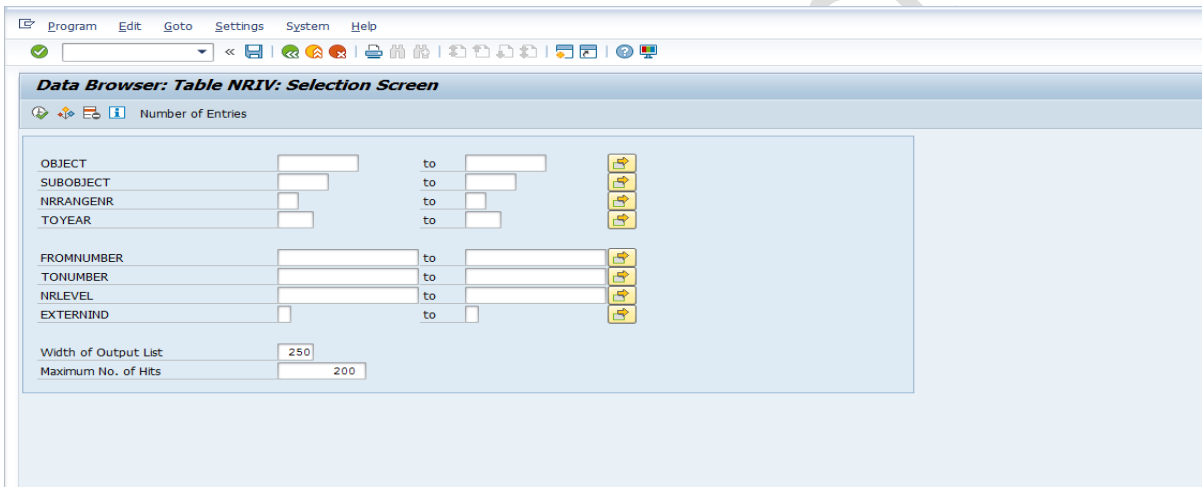 Program Edit Goto Settings System Help
Data Browser: Table NRIV: Selection Screen
Number of Entries
OBJECT to
SUBOBJECT to
NRRANGENR to
TOYEAR to
FROMNUMBER to
TONUMBER to
NRLEVEL to
EXTERNIND to
Width of Output List 250
Maximum No. of Hits 200